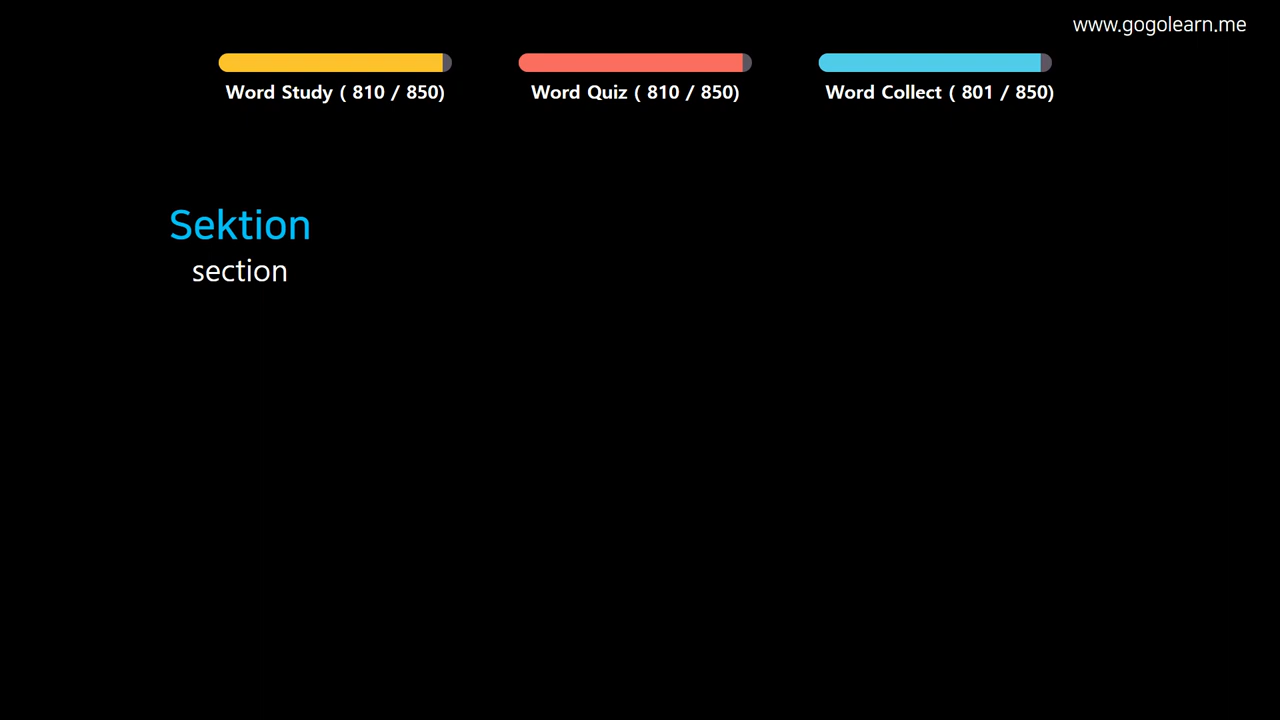 www.gogolearn.me
Word Study ( 810 / 850)
Word Quiz ( 810 / 850)
Word Collect ( 801 / 850)
Sektion
section